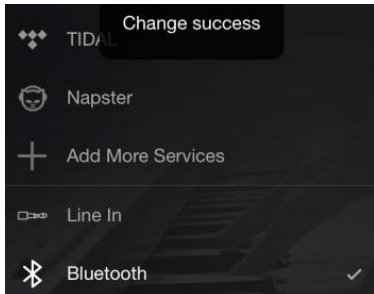 Change success
TIDAL
Napster
Add More Services
Line In
Bluetooth